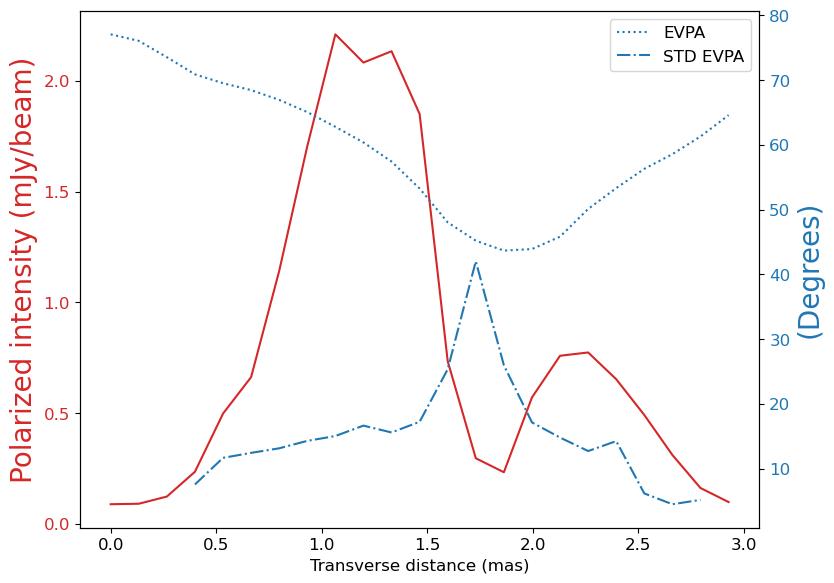 EVPA
STD EVPA
Polarized intensity (mJy/beam)
2.0
1.5
1.0
0.5
0.0
80
70
60
50
40
30
20
10
(Degrees)
0.0 0.5 1.0 1.5 2.0 2.5 3.0
Transverse distance (mas)